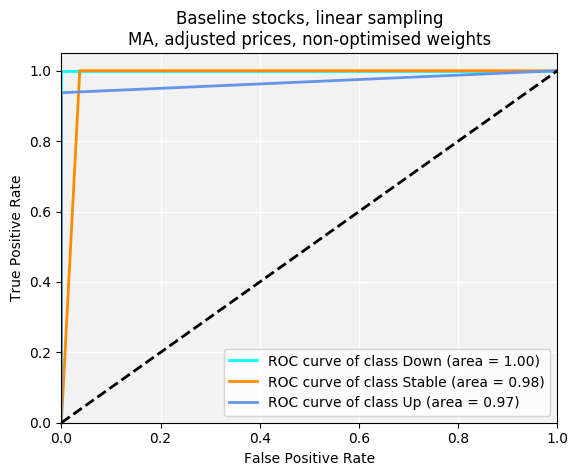 Baseline stocks, linear sampling
MA, adjusted prices, non-optimised weights
True Positive Rate
1.0
0.8
0.6
0.4
0.2
0.0
ROC curve of class Down (area = 1.00)
ROC curve of class Stable (area = 0.98)
ROC curve of class Up (area = 0.97)
0.0 0.2 0.4 0.6 0.8 1.0
False Positive Rate